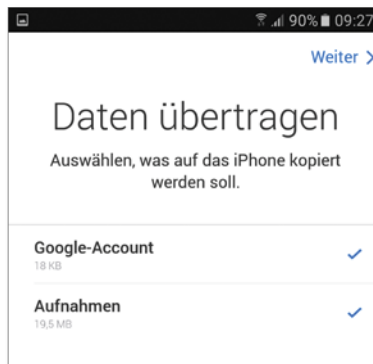 90% 09:27
Weiter
Daten übertragen
Auswählen, was auf das iPhone kopiert
werden soll.
Google-Account
18 KB
Aufnahmen
19,5 MB